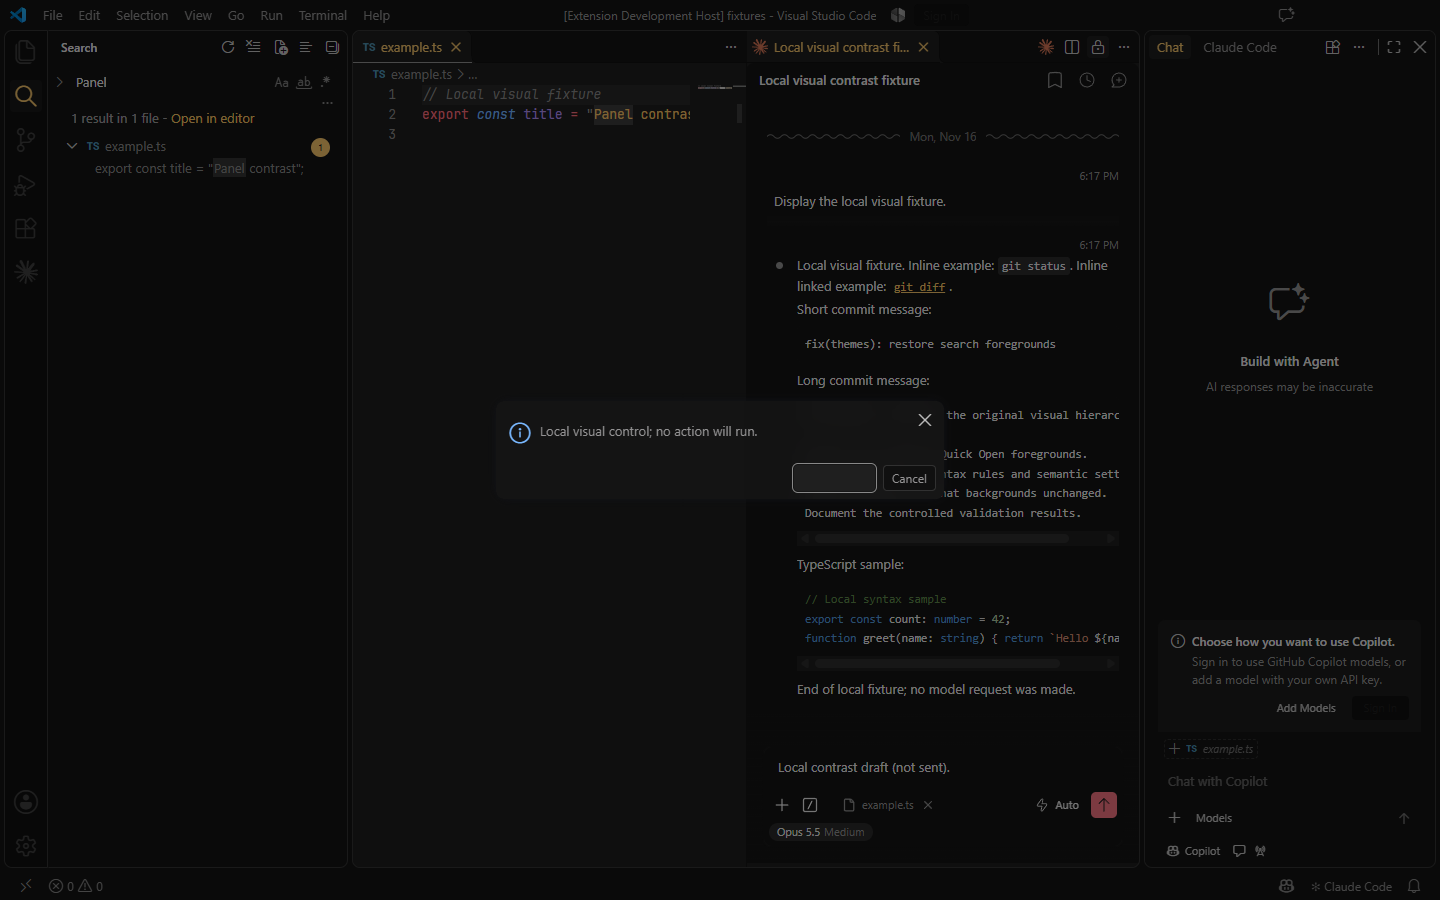 File Edit Selection View Go Run Terminal Help
[Extension Development Host] fixtures - Visual Studio Code
Search
Panel
Aa ab .*
1 result in 1 file - Open in editor
TS example.ts 1
export const title = "Panel contrast";
TS example.ts
TS example.ts > ...
1 // Local visual fixture
2 export const title = "Panel contras
3
Local visual contrast fi...
Local visual contrast fixture
Mon, Nov 16
6:17 PM
Display the local visual fixture.
6:17 PM
Local visual fixture. Inline example: git status. Inline
linked example: git diff.
Short commit message:
fix(themes): restore search foregrounds
Long commit message:
the original visual hierarc
Quick Open foregrounds.
tax rules and semantic sett
at backgrounds unchanged.
Document the controlled validation results.
TypeScript sample:
// Local syntax sample
export const count: number = 42;
function greet(name: string) { return `Hello ${na
End of local fixture; no model request was made.
Local contrast draft (not sent).
example.ts
Auto
Opus 5.5 Medium
Local visual control; no action will run.
Cancel
Chat Claude Code
Build with Agent
AI responses may be inaccurate
Choose how you want to use Copilot.
Sign in to use GitHub Copilot models, or
add a model with your own API key.
Add Models
TS example.ts
Chat with Copilot
Models
Copilot
0 0
Claude Code